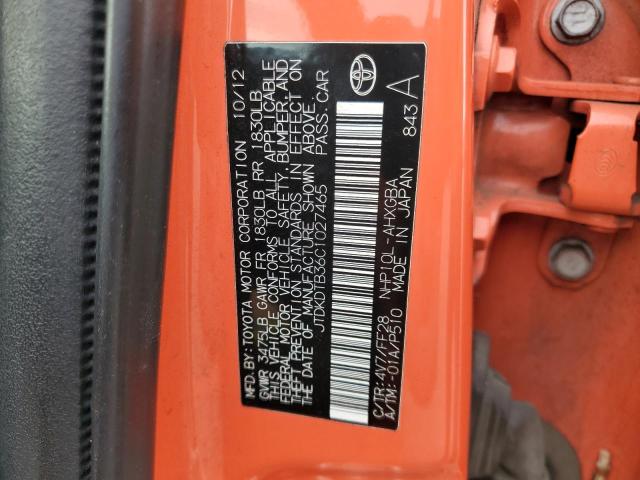 MFD.BY:TOYOTA MOTOR CORPORATION 10/12
GVWR 3475LB GAWR FR 1830LB RR 1830LB
THIS VEHICLE CONFORMS TO ALL APPLICABLE
FEDERAL MOTOR VEHICLE SAFETY, BUMPER, AND
THEFT PREVENTION STANDARDS IN EFFECT ON
THE DATE OF MANUFACTURE SHOWN ABOVE.
JTDKDTB36C1027465 PASS.CAR
C/TR:4V7/FF28 NHP10L-AHXGBA
A/TM:-01A/P510 MADE IN JAPAN 843 A